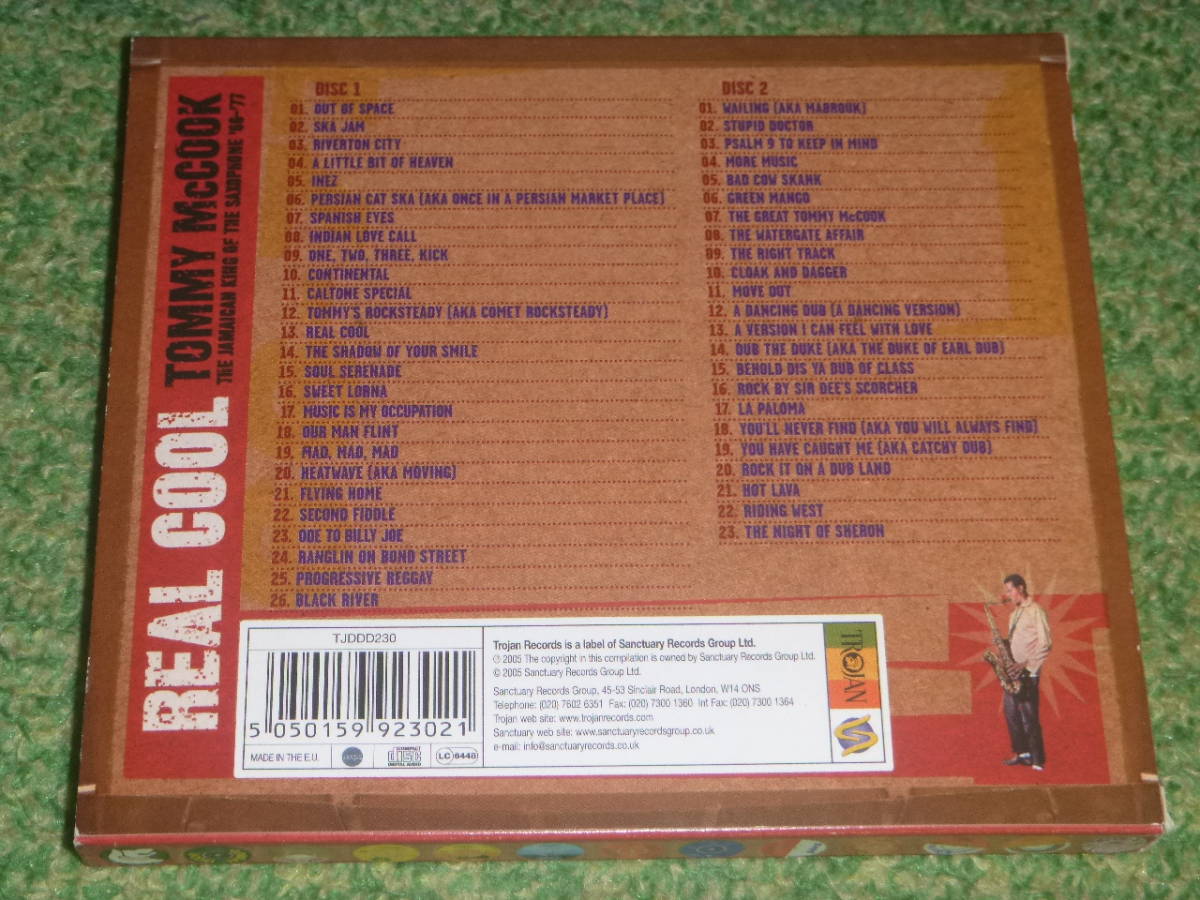 REAL COOL
TOMMY McCOOK
THE JAMAICAN KING OF THE SAXOPHONE '66-'77
DISC 1
01. OUT OF SPACE
02. SKA JAM
03. RIVERTON CITY
04. A LITTLE BIT OF HEAVEN
05. INEZ
06. PERSIAN CAT SKA (AKA ONCE IN A PERSIAN MARKET PLACE)
07. SPANISH EYES
08. INDIAN LOVE CALL
09. ONE, TWO, THREE, KICK
10. CONTINENTAL
11. CALTONE SPECIAL
12. TOMMY'S ROCKSTEADY (AKA COMET ROCKSTEADY)
13. REAL COOL
14. THE SHADOW OF YOUR SMILE
15. SOUL SERENADE
16. SWEET LORNA
17. MUSIC IS MY OCCUPATION
18. OUR MAN FLINT
19. MAD, MAD, MAD
20. HEATWAVE (AKA MOVING)
21. FLYING HOME
22. SECOND FIDDLE
23. ODE TO BILLY JOE
24. RANGLIN ON BOND STREET
25. PROGRESSIVE REGGAY
26. BLACK RIVER
DISC 2
01. WAILING (AKA MABROUK)
02. STUPID DOCTOR
03. PSALM 9 TO KEEP IN MIND
04. MORE MUSIC
05. BAD COW SKANK
06. GREEN MANGO
07. THE GREAT TOMMY McCOOK
08. THE WATERGATE AFFAIR
09. THE RIGHT TRACK
10. CLOAK AND DAGGER
11. MOVE OUT
12. A DANCING DUB (A DANCING VERSION)
13. A VERSION I CAN FEEL WITH LOVE
14. DUB THE DUKE (AKA THE DUKE OF EARL DUB)
15. BEHOLD DIS YA DUB OF CLASS
16. ROCK BY SIR DEE'S SCORCHER
17. LA PALOMA
18. YOU'LL NEVER FIND (AKA YOU WILL ALWAYS FIND)
19. YOU HAVE CAUGHT ME (AKA CATCHY DUB)
20. ROCK IT ON A DUB LAND
21. HOT LAVA
22. RIDING WEST
23. THE NIGHT OF SHERON
TJDDD230
5 050159 923021
MADE IN THE E.U.
COMPACT
disc
DIGITAL AUDIO
LC 6448
Trojan Records is a label of Sanctuary Records Group Ltd.
℗ 2005 The copyright in this compilation is owned by Sanctuary Records Group Ltd.
© 2005 Sanctuary Records Group Ltd.
Sanctuary Records Group, 45-53 Sinclair Road, London, W14 0NS
Telephone: (020) 7602 6351 Fax: (020) 7300 1360 Int Fax: (020) 7300 1364
Trojan web site: www.trojanrecords.com
Sanctuary web site: www.sanctuaryrecordsgroup.co.uk
e-mail: info@sanctuaryrecords.co.uk
TROJAN